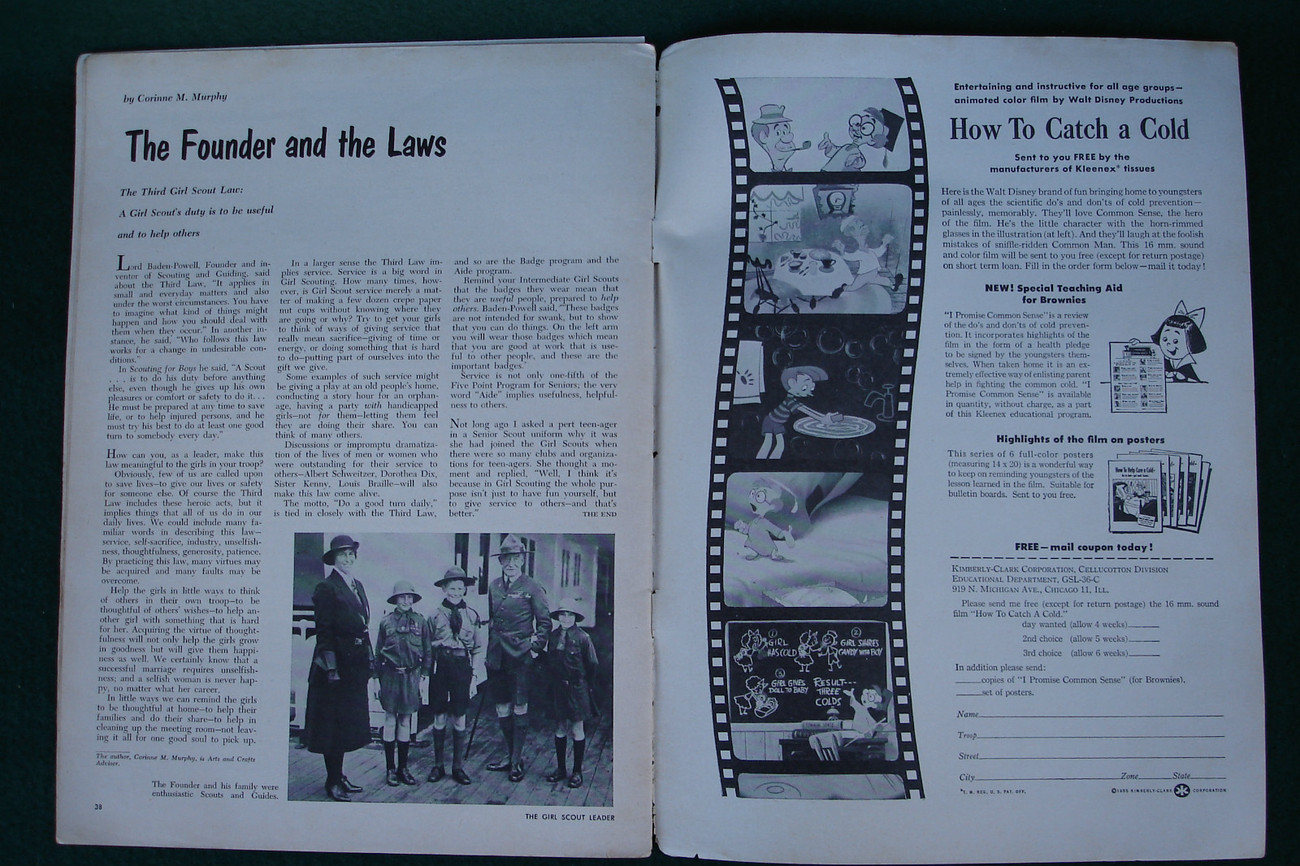 by Corinne M. Murphy
The Founder and the Laws
The Third Girl Scout Law:
A Girl Scout's duty is to be useful
and to help others
Lord Baden-Powell, Founder and in-
ventor of Scouting and Guiding, said
about the Third Law, "It applies in
small and everyday matters and also
under the worst circumstances. You have
to imagine what kind of things might
happen and how you should deal with
them when they occur." In another in-
stance, he said, "Who follows this law
works for a change in undesirable con-
ditions."
In Scouting for Boys he said, "A Scout
. . . is to do his duty before anything
else, even though he gives up his own
pleasures or comfort or safety to do it. . .
He must be prepared at any time to save
life, or to help injured persons, and he
must try his best to do at least one good
turn to somebody every day."
How can you, as a leader, make this
law meaningful to the girls in your troop?
Obviously, few of us are called upon
to save lives—to give our lives or safety
for someone else. Of course the Third
Law includes these heroic acts, but it
implies things that all of us do in our
daily lives. We could include many fa-
miliar words in describing this law—
service, self-sacrifice, industry, unselfish-
ness, thoughtfulness, generosity, patience.
By practicing this law, many virtues may
be acquired and many faults may be
overcome.
Help the girls in little ways to think
of others in their own troop—to be
thoughtful of others' wishes—to help an-
other girl with something that is hard
for her. Acquiring the virtue of thought-
fulness will not only help the girls grow
in goodness but will give them happi-
ness as well. We certainly know that a
successful marriage requires unselfish-
ness; and a selfish woman is never hap-
py, no matter what her career.
In little ways we can remind the girls
to be thoughtful at home—to help their
families and do their share—to help in
cleaning up the meeting room—not leav-
ing it all for one good soul to pick up.
The author, Corinne M. Murphy, is Arts and Crafts
Adviser.
In a larger sense the Third Law im-
plies service. Service is a big word in
Girl Scouting. How many times, how-
ever, is Girl Scout service merely a mat-
ter of making a few dozen crepe paper
nut cups without knowing where they
are going or why? Try to get your girls
to think of ways of giving service that
really mean sacrifice—giving of time or
energy, or doing something that is hard
to do—putting part of ourselves into the
gift we give.
Some examples of such service might
be giving a play at an old people's home,
conducting a story hour for an orphan-
age, having a party with handicapped
girls—not for them—letting them feel
they are doing their share. You can
think of many others.
Discussions or impromptu dramatiza-
tion of the lives of men or women who
were outstanding for their service to
others—Albert Schweitzer, Dorothea Dix,
Sister Kenny, Louis Braille—will also
make this law come alive.
The motto, "Do a good turn daily,"
is tied in closely with the Third Law,
and so are the Badge program and the
Aide program.
Remind your Intermediate Girl Scouts
that the badges they wear mean that
they are useful people, prepared to help
others. Baden-Powell said, "These badges
are not intended for swank, but to show
that you can do things. On the left arm
you will wear those badges which mean
that you are good at work that is use-
ful to other people, and these are the
important badges."
Service is not only one-fifth of the
Five Point Program for Seniors; the very
word "Aide" implies usefulness, helpful-
ness to others.
Not long ago I asked a pert teen-ager
in a Senior Scout uniform why it was
she had joined the Girl Scouts when
there were so many clubs and organiza-
tions for teen-agers. She thought a mo-
ment and replied, "Well, I think it's
because in Girl Scouting the whole pur-
pose isn't just to have fun yourself, but
to give service to others—and that's
better."
THE END
The Founder and his family were
enthusiastic Scouts and Guides.
38
THE GIRL SCOUT LEADER
GIRL HAS COLD
GIRL SHARES CANDY WITH BOY
GIRL GIVES DOLL TO BABY
RESULT---
THREE
COLDS
Entertaining and instructive for all age groups—
animated color film by Walt Disney Productions
How To Catch a Cold
Sent to you FREE by the
manufacturers of Kleenex® tissues
Here is the Walt Disney brand of fun bringing home to youngsters
of all ages the scientific do's and don'ts of cold prevention—
painlessly, memorably. They'll love Common Sense, the hero
of the film. He's the little character with the horn-rimmed
glasses in the illustration (at left). And they'll laugh at the foolish
mistakes of sniffle-ridden Common Man. This 16 mm. sound
and color film will be sent to you free (except for return postage)
on short term loan. Fill in the order form below—mail it today!
NEW! Special Teaching Aid
for Brownies
"I Promise Common Sense" is a review
of the do's and don'ts of cold preven-
tion. It incorporates highlights of the
film in the form of a health pledge
to be signed by the youngsters them-
selves. When taken home it is an ex-
tremely effective way of enlisting parent
help in fighting the common cold. "I
Promise Common Sense" is available
in quantity, without charge, as a part
of this Kleenex educational program.
Highlights of the film on posters
This series of 6 full-color posters
(measuring 14 x 20) is a wonderful way
to keep on reminding youngsters of the
lesson learned in the film. Suitable for
bulletin boards. Sent to you free.
FREE—mail coupon today!
KIMBERLY-CLARK CORPORATION, CELLUCOTTON DIVISION
EDUCATIONAL DEPARTMENT, GSL-36-C
919 N. MICHIGAN AVE., CHICAGO 11, ILL.
Please send me free (except for return postage) the 16 mm. sound
film "How To Catch A Cold."
day wanted (allow 4 weeks)
2nd choice (allow 5 weeks)
3rd choice (allow 6 weeks)
In addition please send:
copies of "I Promise Common Sense" (for Brownies).
set of posters.
Name
Troop
Street
City Zone State
*T. M. REG. U. S. PAT. OFF.
KIMBERLY-CLARK CORPORATION